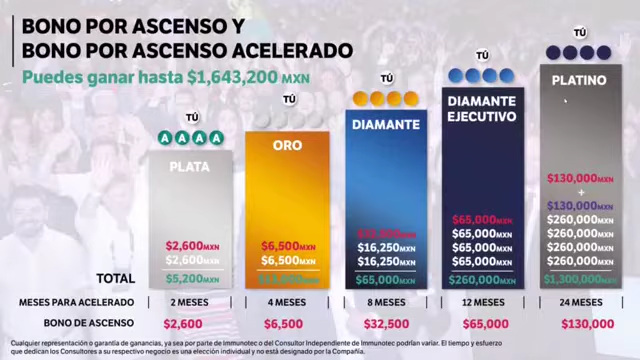 BONO POR ASCENSO Y
BONO POR ASCENSO ACELERADO
Puedes ganar hasta $1,643,200 MXN
TÚ
A A A A
PLATA
$2,600MXN
$2,600MXN
$5,200MXN
TÚ
ORO
$6,500MXN
$6,500MXN
TÚ
DIAMANTE
$32,500MXN
$16,250MXN
$16,250MXN
$65,000MXN
TÚ
DIAMANTE
EJECUTIVO
$65,000MXN
$65,000MXN
$65,000MXN
$65,000MXN
$260,000MXN
TÚ
PLATINO
$130,000MXN
+
$130,000MXN
$260,000MXN
$260,000MXN
$260,000MXN
$260,000MXN
$1,300,000MXN
TOTAL
MESES PARA ACELERADO 2 MESES 4 MESES 8 MESES 12 MESES 24 MESES
BONO DE ASCENSO $2,600 $6,500 $32,500 $65,000 $130,000
Cualquier representación o garantía de ganancias, ya sea por parte de Immunotec o del Consultor Independiente de Immunotec podrían variar. El tiempo y esfuerzo
que dedican los Consultores a su respectivo negocio es una elección individual y no está designado por la Compañía.